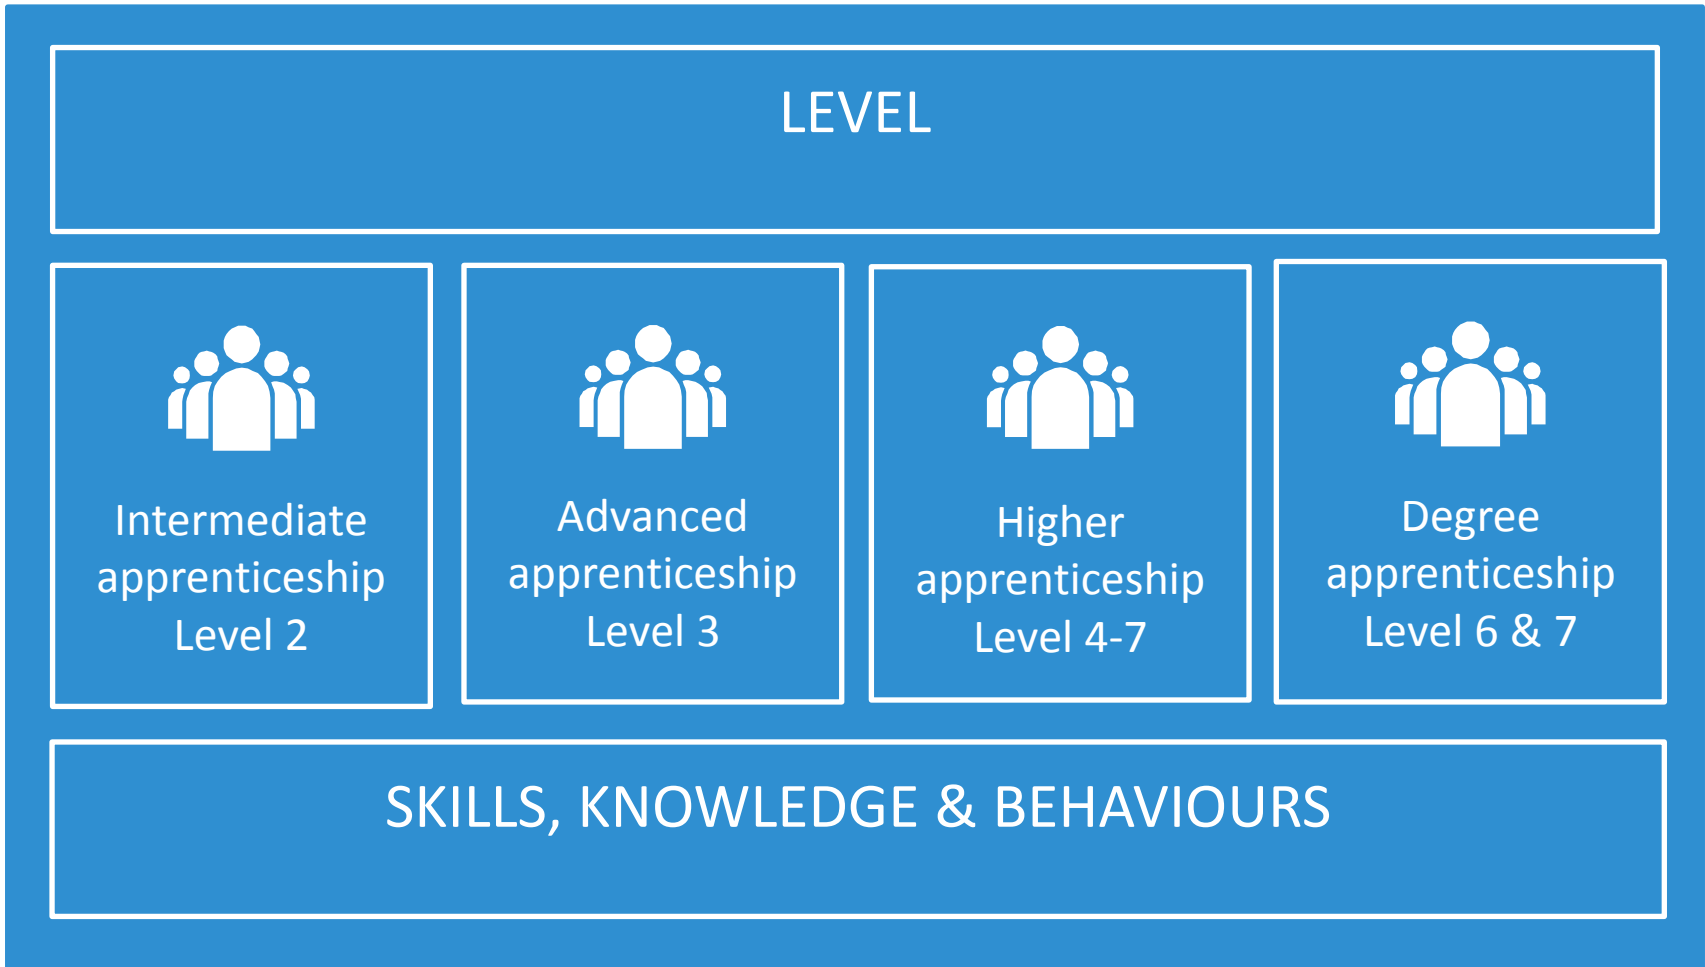 LEVEL
Intermediate
apprenticeship
Level 2
Advanced
apprenticeship
Level 3
Higher
apprenticeship
Level 4-7
Degree
apprenticeship
Level 6 & 7
SKILLS, KNOWLEDGE & BEHAVIOURS